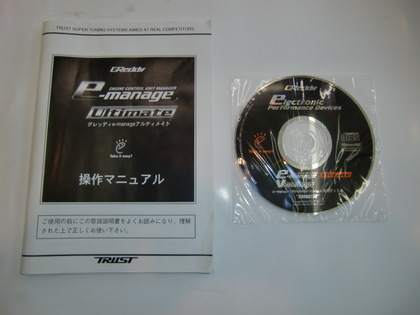 TRUST SUPER TUNING SYSTEMS AIMED AT REAL COMPETITORS
GReddy
ENGINE CONTROL UNIT MANAGER
e-manage
Ultimate
グレッディe-manageアルティメイト
Take it easy!
操作マニュアル
ご使用の前にこの取扱説明書をよくお読みになり、理解
された上で正しくお使い下さい。
TRUST
GReddy
electronic
Performance Devices